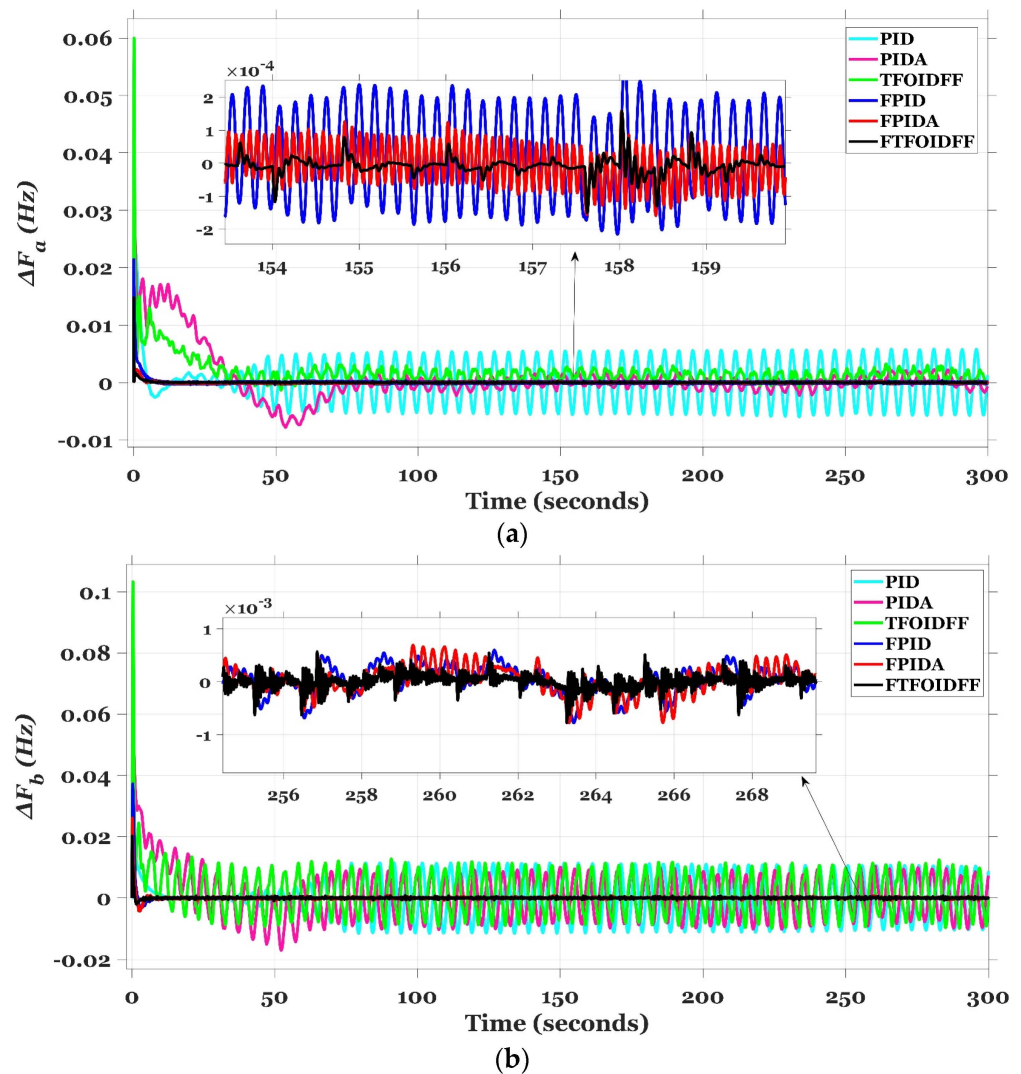 (a)
ΔF_a (Hz)
0.06
0.05
0.04
0.03
0.02
0.01
0
-0.01
PID
PIDA
TFOIDFF
FPID
FPIDA
FTFOIDFF
×10⁻⁴
2
1
0
-1
-2
154 155 156 157 158 159
0 50 100 150 200 250 300
Time (seconds)
(b)
ΔF_b (Hz)
0.1
0.08
0.06
0.04
0.02
0
-0.02
PID
PIDA
TFOIDFF
FPID
FPIDA
FTFOIDFF
×10⁻³
1
0
-1
256 258 260 262 264 266 268
0 50 100 150 200 250 300
Time (seconds)